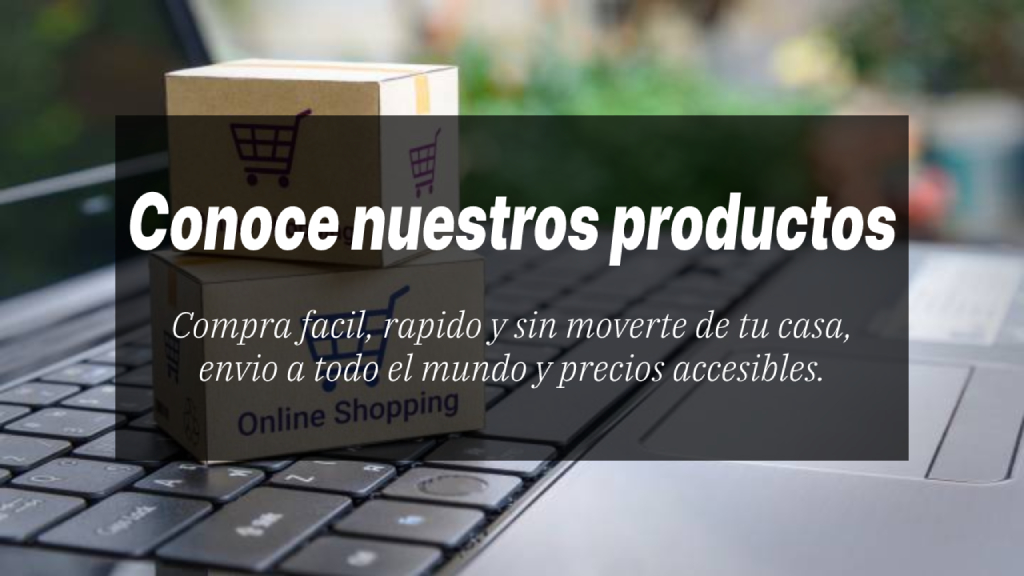 Conoce nuestros productos
Compra facil, rapido y sin moverte de tu casa,
envio a todo el mundo y precios accesibles.
Online Shopping